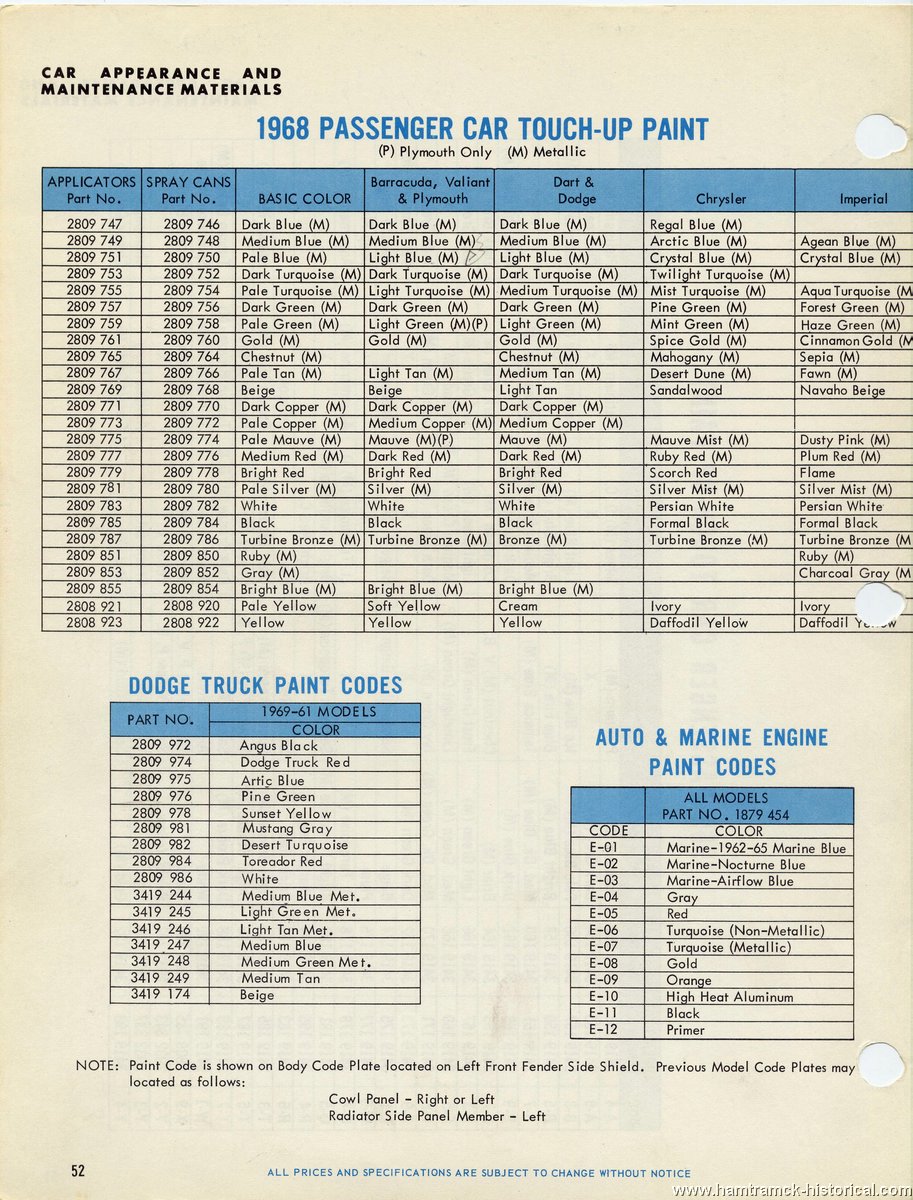 CAR APPEARANCE AND
MAINTENANCE MATERIALS
1968 PASSENGER CAR TOUCH-UP PAINT
(P) Plymouth Only (M) Metallic
APPLICATORS Part No. SPRAY CANS Part No. BASIC COLOR Barracuda, Valiant & Plymouth Dart & Dodge Chrysler Imperial
2809 747 2809 746 Dark Blue (M) Dark Blue (M) Dark Blue (M) Regal Blue (M)
2809 749 2809 748 Medium Blue (M) Medium Blue (M) Medium Blue (M) Arctic Blue (M) Agean Blue (M)
2809 751 2809 750 Pale Blue (M) Light Blue (M) Light Blue (M) Crystal Blue (M) Crystal Blue (M)
2809 753 2809 752 Dark Turquoise (M) Dark Turquoise (M) Dark Turquoise (M) Twilight Turquoise (M)
2809 755 2809 754 Pale Turquoise (M) Light Turquoise (M) Medium Turquoise (M) Mist Turquoise (M) Aqua Turquoise (M
2809 757 2809 756 Dark Green (M) Dark Green (M) Dark Green (M) Pine Green (M) Forest Green (M)
2809 759 2809 758 Pale Green (M) Light Green (M)(P) Light Green (M) Mint Green (M) Haze Green (M)
2809 761 2809 760 Gold (M) Gold (M) Gold (M) Spice Gold (M) Cinnamon Gold (M
2809 765 2809 764 Chestnut (M) Chestnut (M) Mahogany (M) Sepia (M)
2809 767 2809 766 Pale Tan (M) Light Tan (M) Medium Tan (M) Desert Dune (M) Fawn (M)
2809 769 2809 768 Beige Beige Light Tan Sandalwood Navaho Beige
2809 771 2809 770 Dark Copper (M) Dark Copper (M) Dark Copper (M)
2809 773 2809 772 Pale Copper (M) Medium Copper (M) Medium Copper (M)
2809 775 2809 774 Pale Mauve (M) Mauve (M)(P) Mauve (M) Mauve Mist (M) Dusty Pink (M)
2809 777 2809 776 Medium Red (M) Dark Red (M) Dark Red (M) Ruby Red (M) Plum Red (M)
2809 779 2809 778 Bright Red Bright Red Bright Red Scorch Red Flame
2809 781 2809 780 Pale Silver (M) Silver (M) Silver (M) Silver Mist (M) Silver Mist (M)
2809 783 2809 782 White White White Persian White Persian White
2809 785 2809 784 Black Black Black Formal Black Formal Black
2809 787 2809 786 Turbine Bronze (M) Turbine Bronze (M) Bronze (M) Turbine Bronze (M) Turbine Bronze (M
2809 851 2809 850 Ruby (M) Ruby (M)
2809 853 2809 852 Gray (M) Charcoal Gray (M
2809 855 2809 854 Bright Blue (M) Bright Blue (M) Bright Blue (M)
2808 921 2808 920 Pale Yellow Soft Yellow Cream Ivory Ivory
2808 923 2808 922 Yellow Yellow Yellow Daffodil Yellow Daffodil Yellow
DODGE TRUCK PAINT CODES
PART NO. 1969-61 MODELS
COLOR
2809 972 Angus Black
2809 974 Dodge Truck Red
2809 975 Artic Blue
2809 976 Pine Green
2809 978 Sunset Yellow
2809 981 Mustang Gray
2809 982 Desert Turquoise
2809 984 Toreador Red
2809 986 White
3419 244 Medium Blue Met.
3419 245 Light Green Met.
3419 246 Light Tan Met.
3419 247 Medium Blue
3419 248 Medium Green Met.
3419 249 Medium Tan
3419 174 Beige
AUTO & MARINE ENGINE
PAINT CODES
ALL MODELS
PART NO. 1879 454
CODE COLOR
E-01 Marine-1962-65 Marine Blue
E-02 Marine-Nocturne Blue
E-03 Marine-Airflow Blue
E-04 Gray
E-05 Red
E-06 Turquoise (Non-Metallic)
E-07 Turquoise (Metallic)
E-08 Gold
E-09 Orange
E-10 High Heat Aluminum
E-11 Black
E-12 Primer
NOTE: Paint Code is shown on Body Code Plate located on Left Front Fender Side Shield. Previous Model Code Plates may
located as follows:
Cowl Panel - Right or Left
Radiator Side Panel Member - Left
52
ALL PRICES AND SPECIFICATIONS ARE SUBJECT TO CHANGE WITHOUT NOTICE
www.hamtramck-historical.com